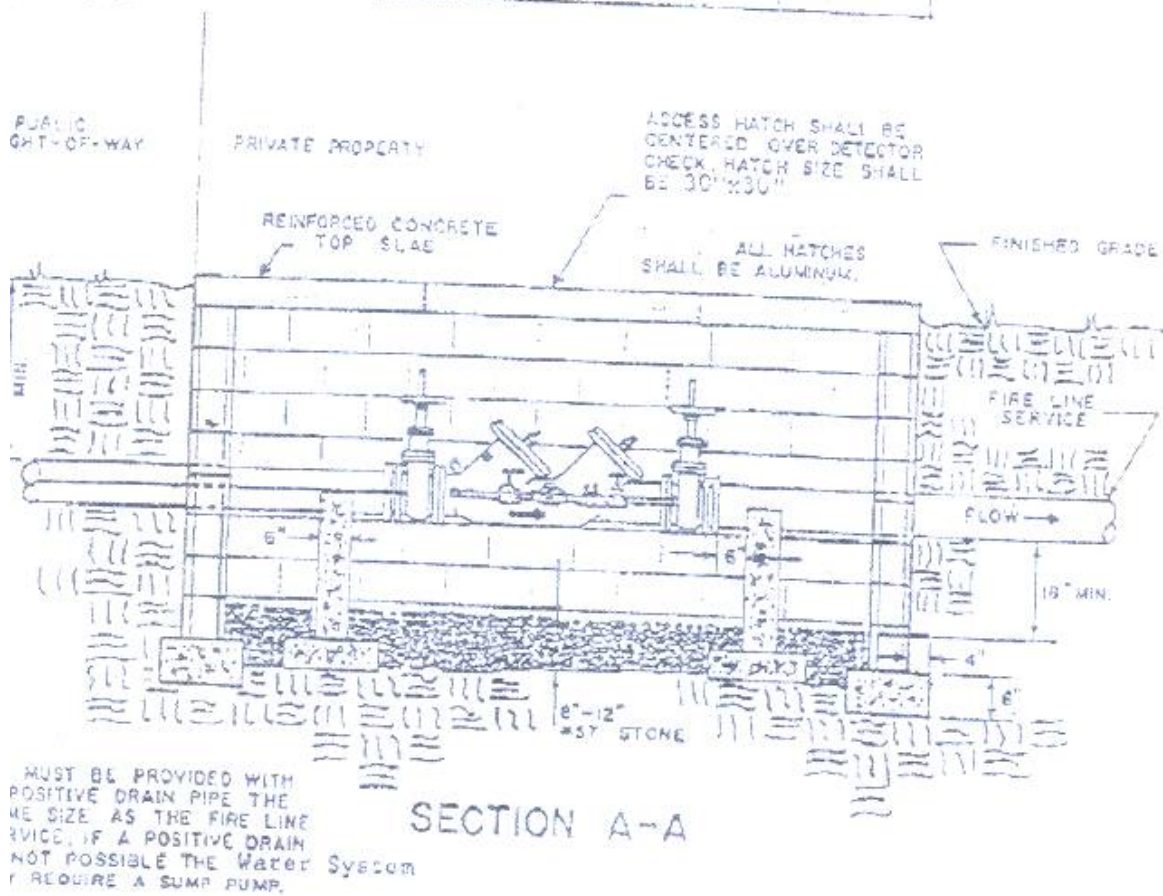 PUBLIC
GHT-OF-WAY
PRIVATE PROPERTY
ACCESS HATCH SHALL BE
CENTERED OVER DETECTOR
CHECK. HATCH SIZE SHALL
BE 30"x30"
REINFORCED CONCRETE
TOP SLAB
ALL HATCHES
SHALL BE ALUMINUM.
FINISHED GRADE
MIN
FIRE LINE
SERVICE
FLOW
6"
6"
MIN.
4"
8"-12"
#57 STONE
MUST BE PROVIDED WITH
POSITIVE DRAIN PIPE THE
ME SIZE AS THE FIRE LINE
RVICE. IF A POSITIVE DRAIN
NOT POSSIBLE THE Water System
Y REQUIRE A SUMP PUMP.
SECTION A-A